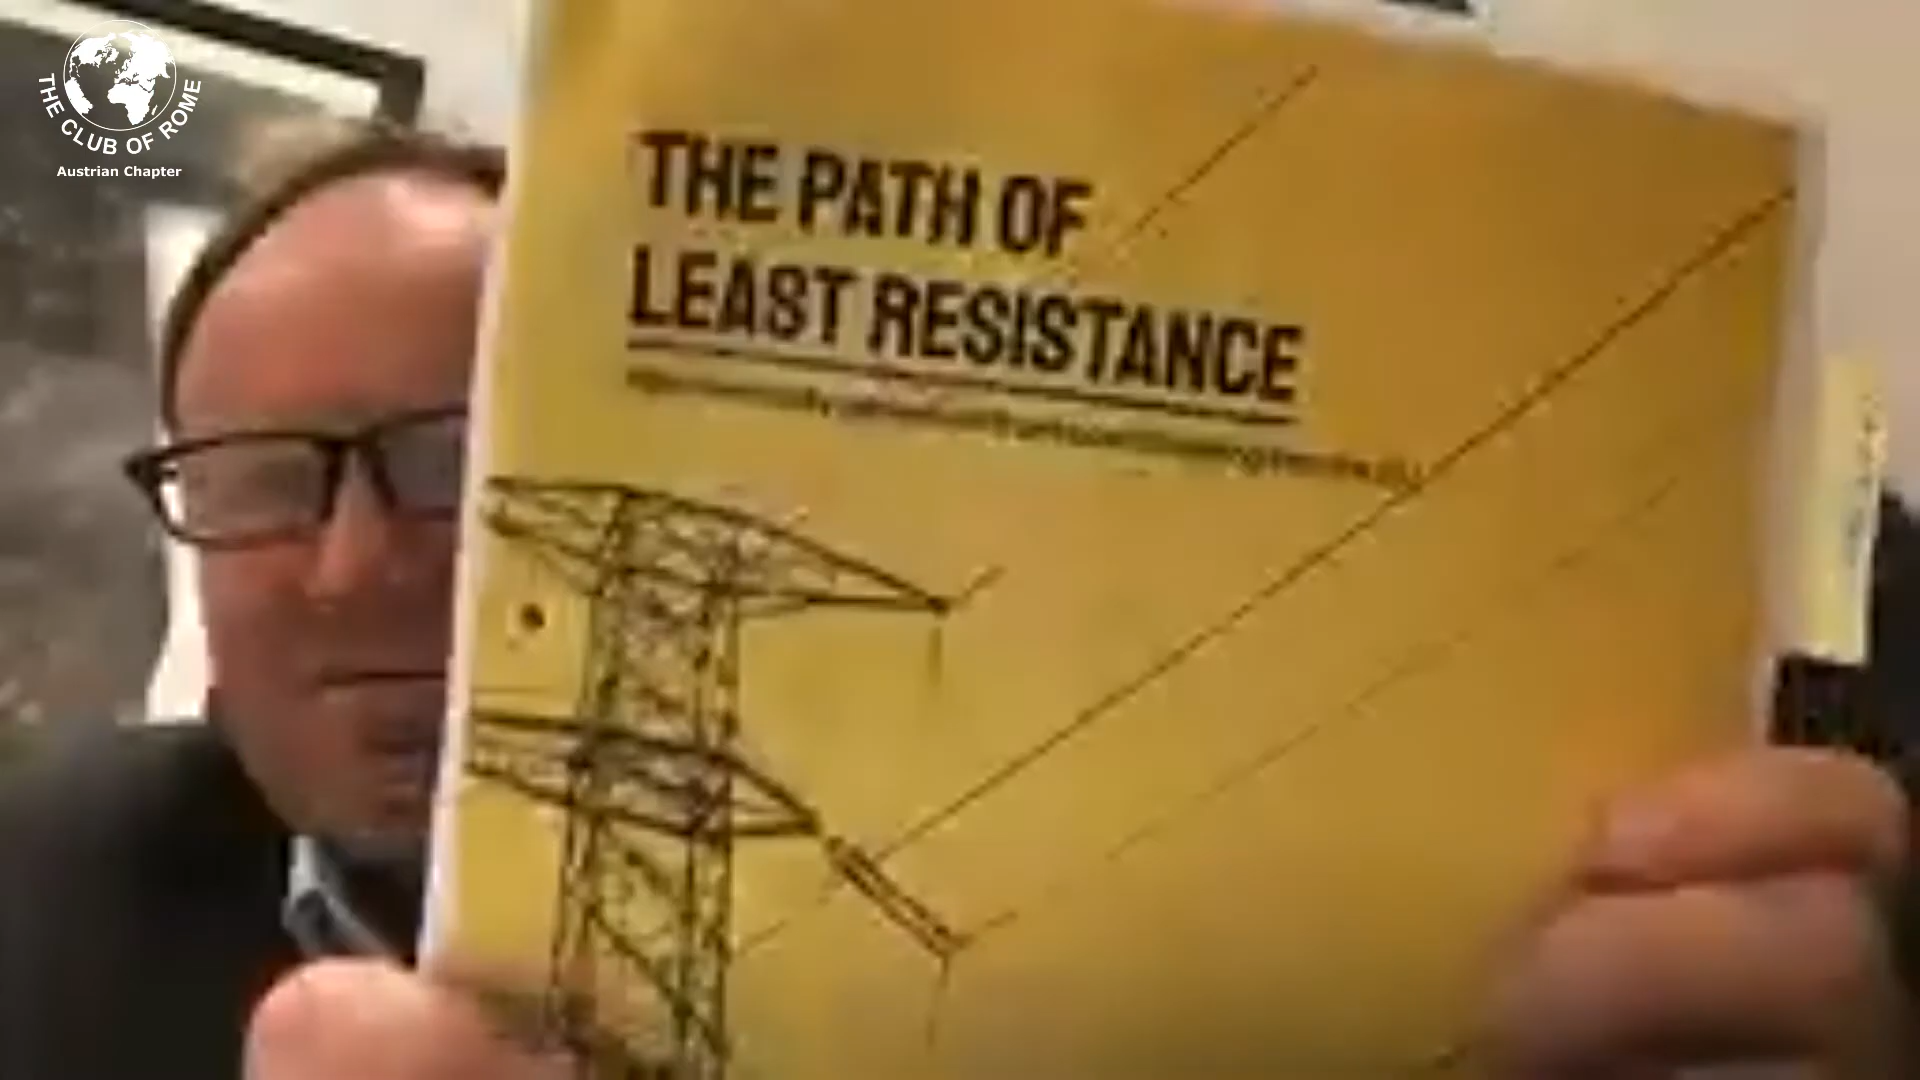 THE CLUB OF ROME
Austrian Chapter
THE PATH OF
LEAST RESISTANCE